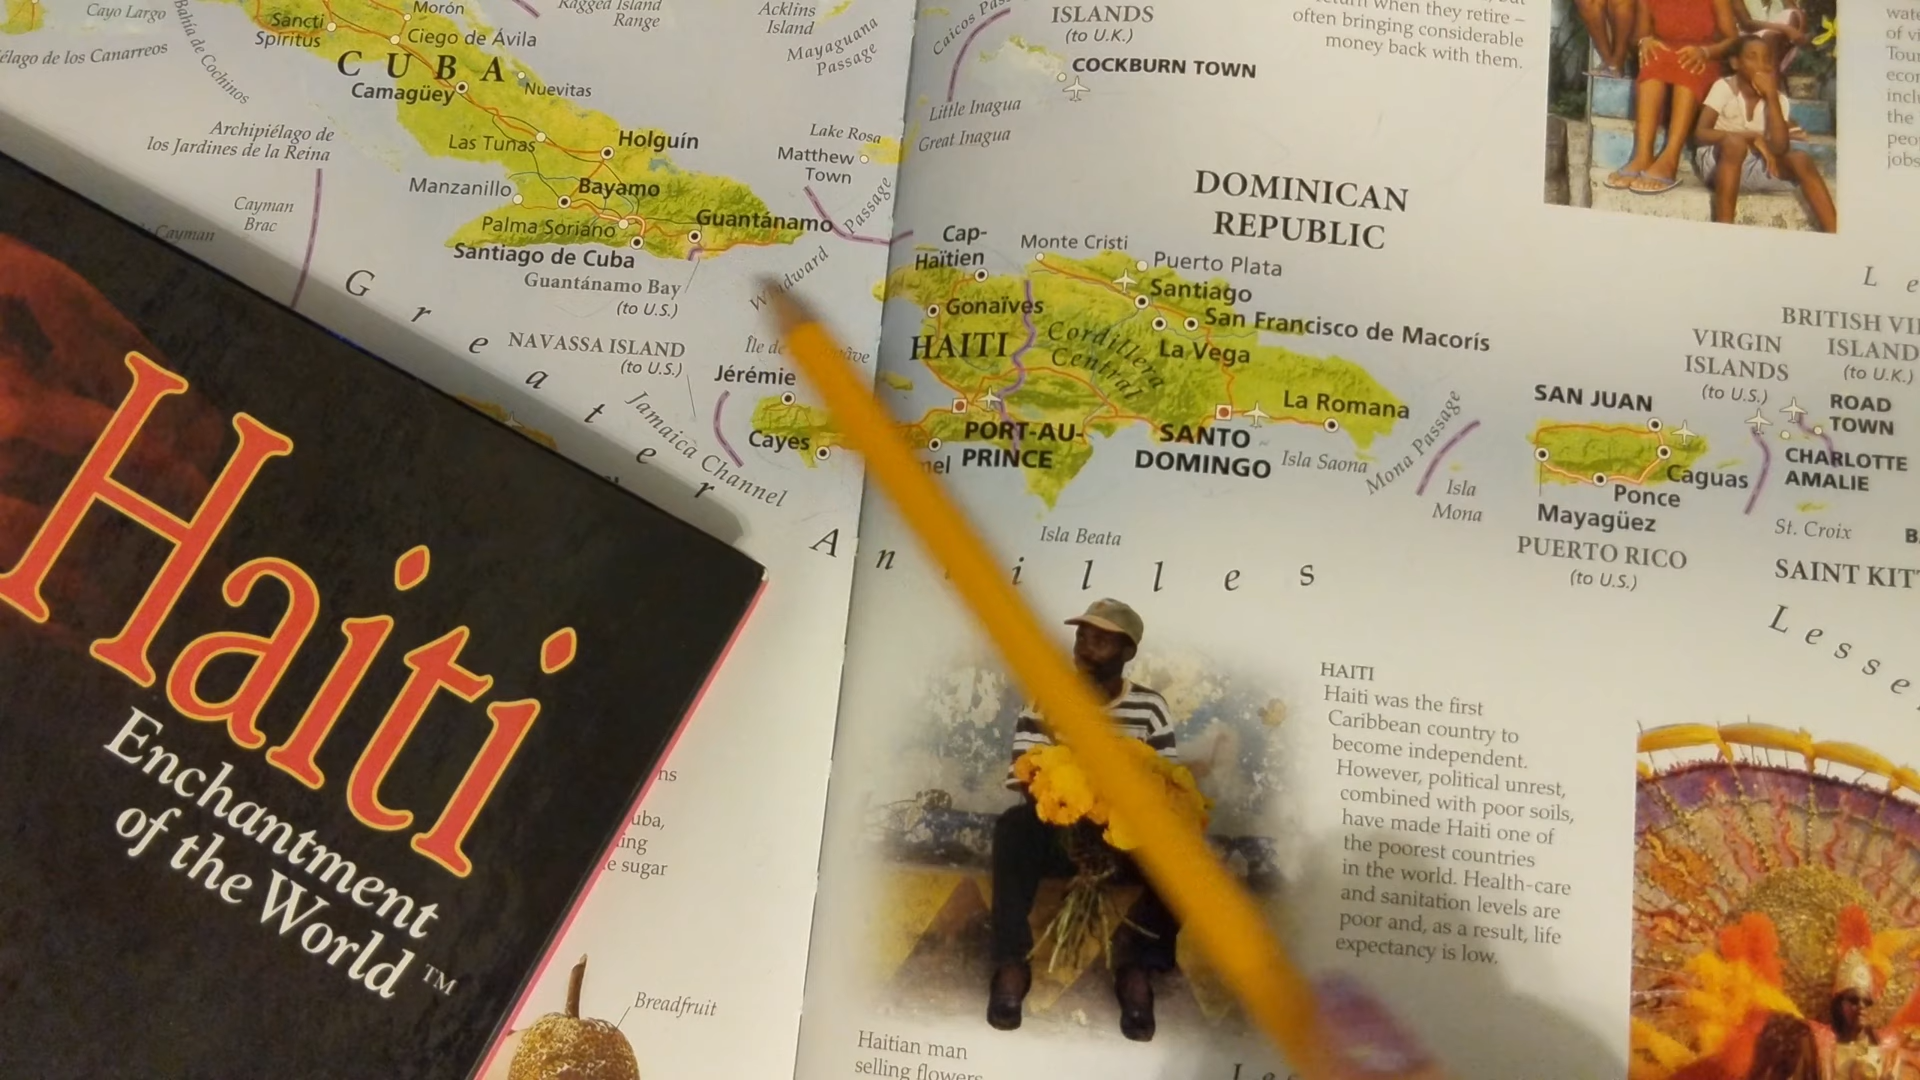 Cayo Largo
Morón
Ragged Island
Range
Acklins
Island
Sancti
Spíritus
Ciego de Ávila
Mayaguana
Passage
Bahía de Cochinos
CUBA
Nuevitas
Camagüey
Archipiélago de
los Jardines de la Reina
Las Tunas
Holguín
Lake Rosa
Matthew
Town
Manzanillo
Bayamo
Cayman
Brac
Palma Soriano
Guantánamo
Passage
Santiago de Cuba
Guantánamo Bay
(to U.S.)
Windward
NAVASSA ISLAND
(to U.S.)
Jérémie
Cayes
Jamaica Channel
Greater
Antilles
ISLANDS
(to U.K.)
COCKBURN TOWN
Little Inagua
Great Inagua
when they retire –
often bringing considerable
money back with them.
DOMINICAN
REPUBLIC
Cap-
Haïtien
Monte Cristi
Puerto Plata
Santiago
Gonaïves
San Francisco de Macorís
HAITI
Cordillera
Central
La Vega
La Romana
PORT-AU-
PRINCE
SANTO
DOMINGO
Isla Saona
Mona Passage
Isla
Mona
Isla Beata
SAN JUAN
VIRGIN
ISLANDS
(to U.S.)
(to U.K.)
ROAD
TOWN
CHARLOTTE
AMALIE
Caguas
Ponce
Mayagüez
PUERTO RICO
(to U.S.)
St. Croix
Haiti
Enchantment
of the World™
sugar
Breadfruit
Haitian man
selling flowers
HAITI
Haiti was the first
Caribbean country to
become independent.
However, political unrest,
combined with poor soils,
have made Haiti one of
the poorest countries
in the world. Health-care
and sanitation levels are
poor and, as a result, life
expectancy is low.